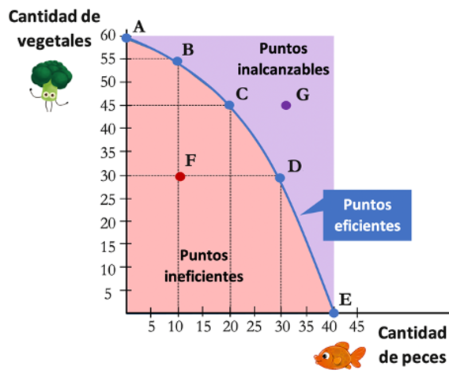 Cantidad de
vegetales
60
55
50
45
40
35
30
25
20
15
10
5
A
B
C
D
E
F
G
Puntos
inalcanzables
Puntos
eficientes
Puntos
ineficientes
5 10 15 20 25 30 35 40 45
Cantidad
de peces